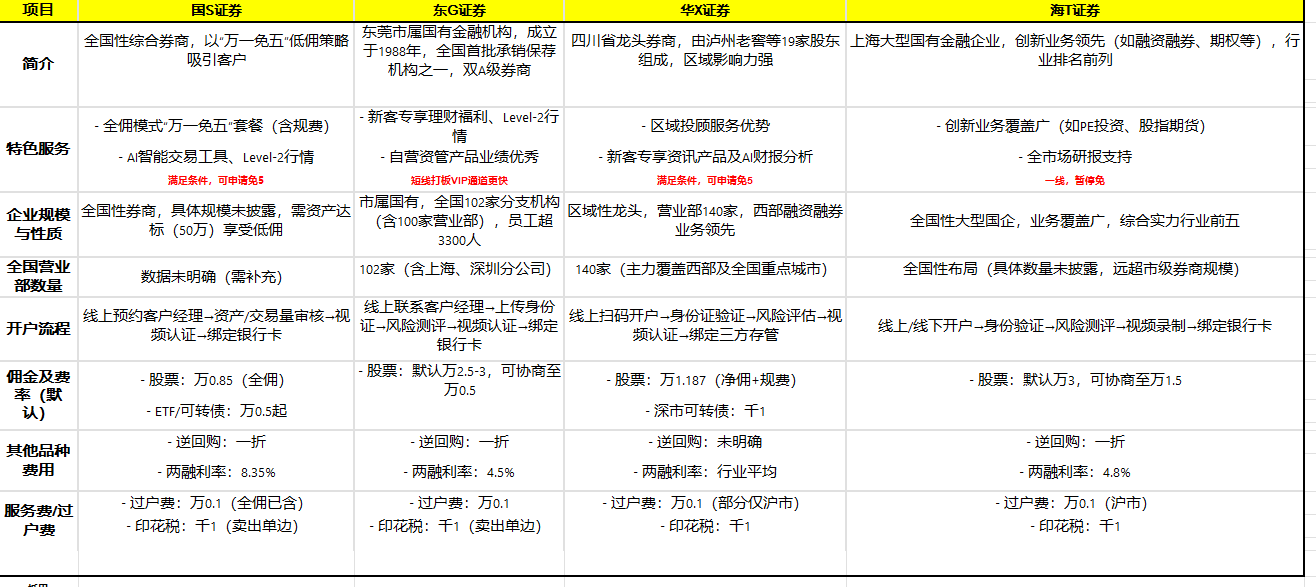 项目
国S证券
东G证券
华X证券
海T证券
简介
全国性综合券商，以“万一免五”低佣策略
吸引客户
东莞市属国有金融机构，成立
于1988年，全国首批承销保荐
机构之一，双A级券商
四川省龙头券商，由泸州老窖等19家股东
组成，区域影响力强
上海大型国有金融企业，创新业务领先（如融资融券、期权等），行
业排名前列
特色服务
- 全佣模式“万一免五”套餐（含规费）
- AI智能交易工具、Level-2行情
满足条件，可申请免5
- 新客专享理财福利、Level-2行
情
- 自营资管产品业绩优秀
短线打板VIP通道更快
- 区域投顾服务优势
- 新客专享资讯产品及AI财报分析
满足条件，可申请免5
- 创新业务覆盖广（如PE投资、股指期货）
- 全市场研报支持
一线，暂停免
企业规模
与性质
全国性券商，具体规模未披露，需资产达
标（50万）享受低佣
市属国有，全国102家分支机构
（含100家营业部），员工超
3300人
区域性龙头，营业部140家，西部融资融券
业务领先
全国性大型国企，业务覆盖广，综合实力行业前五
全国营业
部数量
数据未明确（需补充）
102家（含上海、深圳分公司）
140家（主力覆盖西部及全国重点城市）
全国性布局（具体数量未披露，远超市级券商规模）
开户流程
线上预约客户经理→资产/交易量审核→视
频认证→绑定银行卡
线上联系客户经理→上传身份
证→风险测评→视频认证→绑定
银行卡
线上扫码开户→身份证验证→风险评估→视
频认证→绑定三方存管
线上/线下开户→身份验证→风险测评→视频录制→绑定银行卡
佣金及费
率（默
认）
- 股票：万0.85（全佣）
- ETF/可转债：万0.5起
- 股票：默认万2.5-3，可协商至
万0.5
- 股票：万1.187（净佣+规费）
- 深市可转债：千1
- 股票：默认万3，可协商至万1.5
其他品种
费用
- 逆回购：一折
- 两融利率：8.35%
- 逆回购：一折
- 两融利率：4.5%
- 逆回购：未明确
- 两融利率：行业平均
- 逆回购：一折
- 两融利率：4.8%
服务费/过
户费
- 过户费：万0.1（全佣已含）
- 印花税：千1（卖出单边）
- 过户费：万0.1
- 印花税：千1（卖出单边）
- 过户费：万0.1（部分仅沪市）
- 印花税：千1
- 过户费：万0.1（沪市）
- 印花税：千1